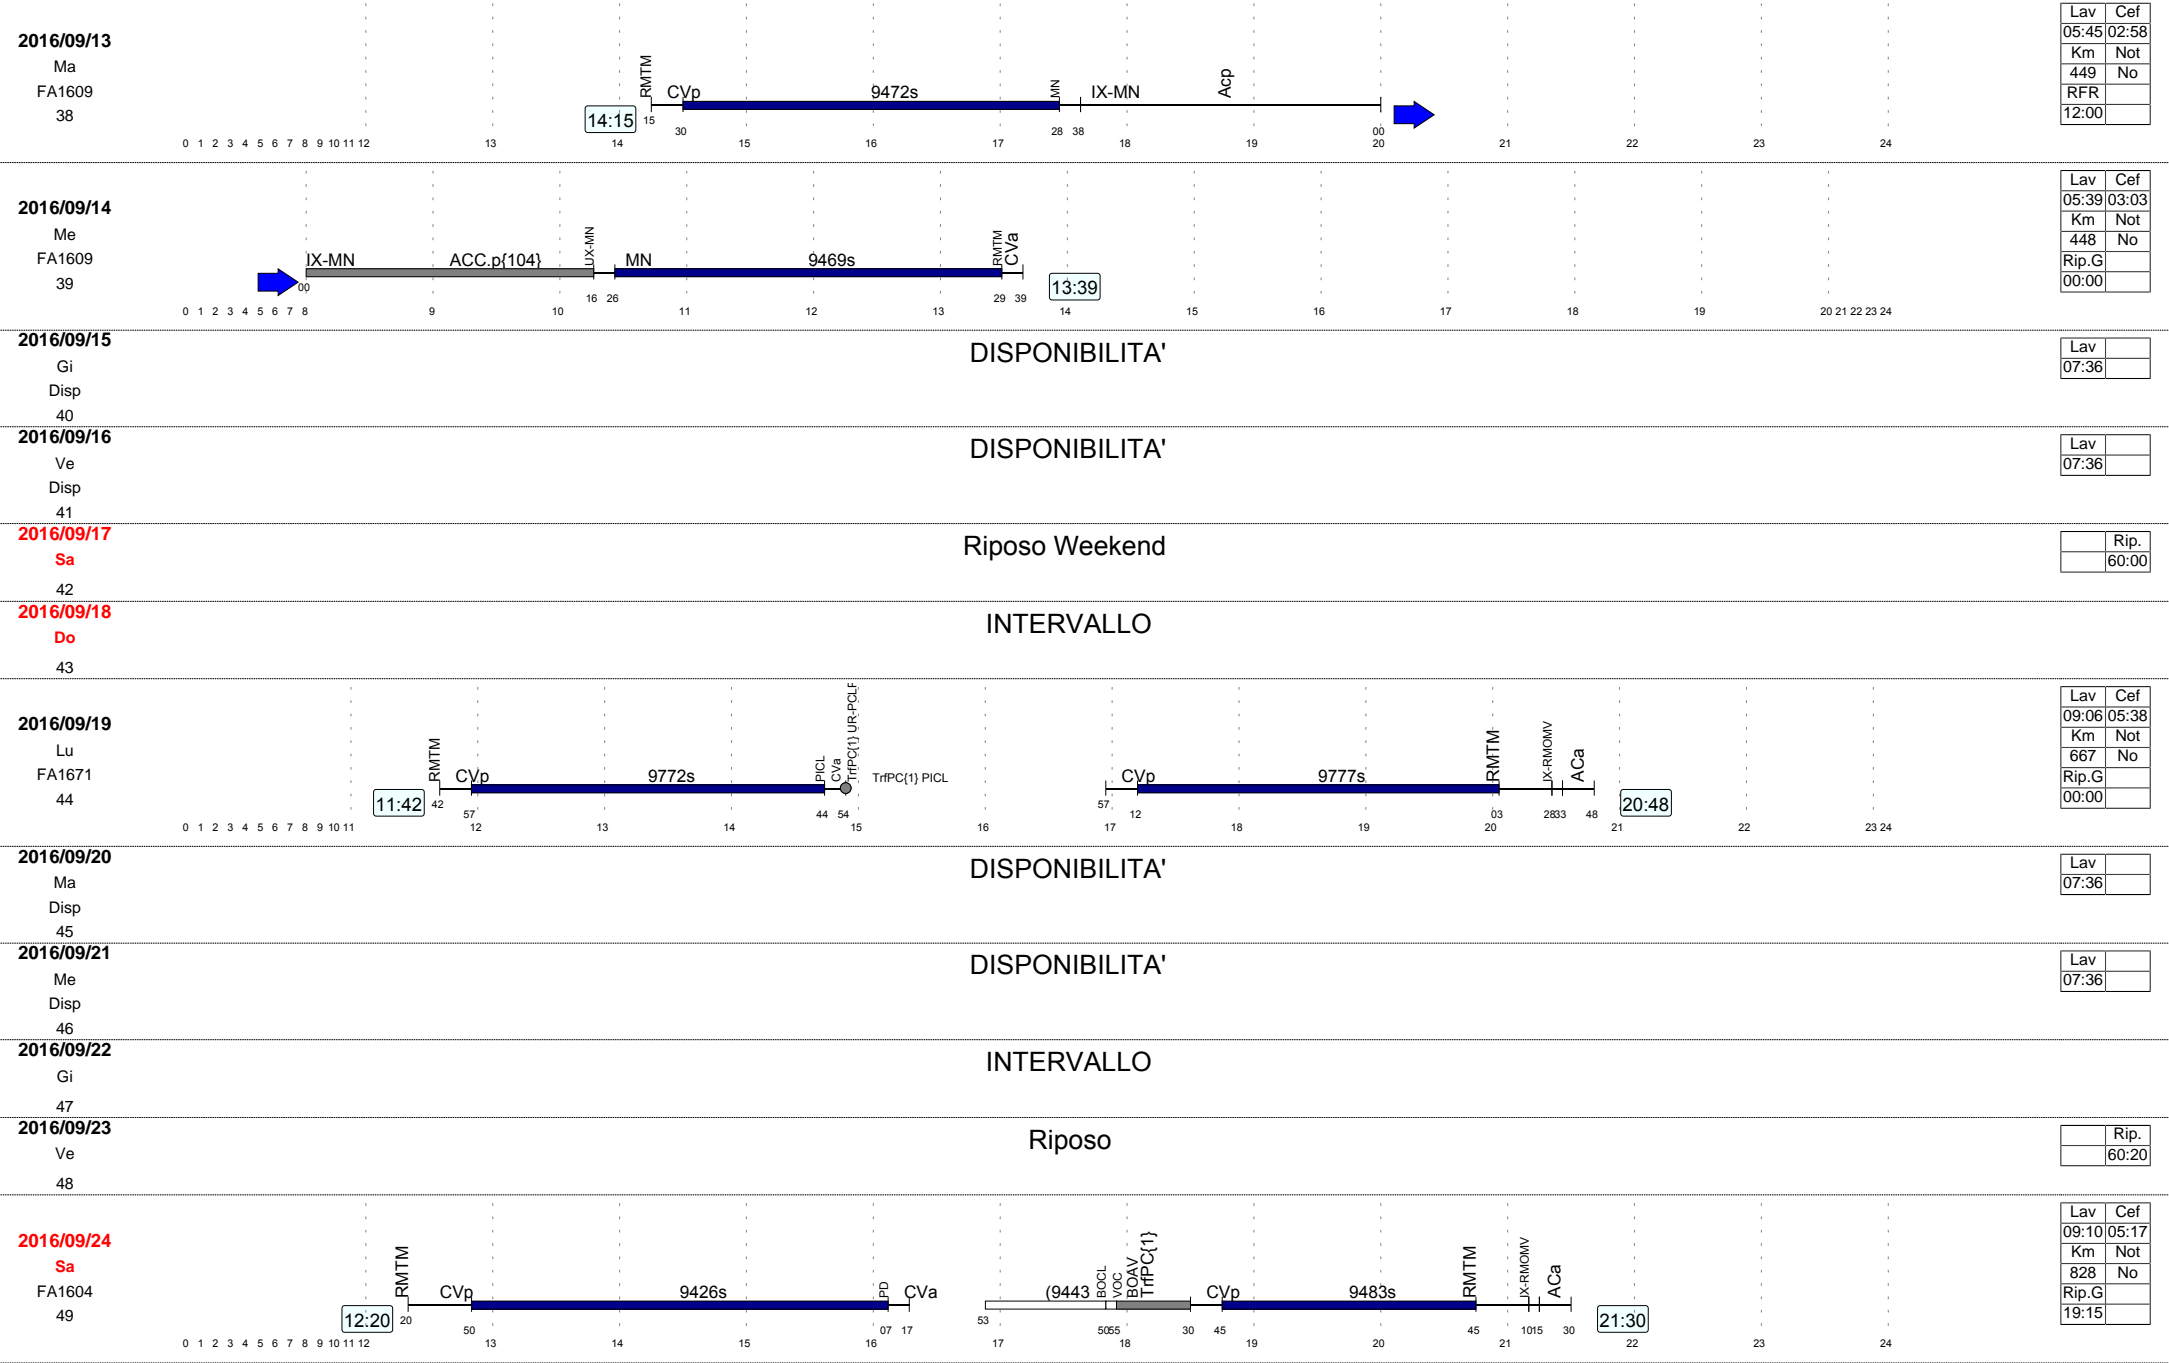 2016/09/13
Ma
FA1609
38
14:15
RMTM
CVp
9472s
MN
IX-MN
Acp
15
30
28 38
00
0 1 2 3 4 5 6 7 8 9 10 11 12 13 14 15 16 17 18 19 20 21 22 23 24
Lav Cef
05:45 02:58
Km Not
449 No
RFR
12:00
2016/09/14
Me
FA1609
39
00
IX-MN
ACC.p{104}
UX-MN
MN
9469s
RMTM
CVa
16 26
29 39
13:39
0 1 2 3 4 5 6 7 8 9 10 11 12 13 14 15 16 17 18 19 20 21 22 23 24
Lav Cef
05:39 03:03
Km Not
448 No
Rip.G
00:00
2016/09/15
Gi
Disp
40
DISPONIBILITA'
Lav
07:36
2016/09/16
Ve
Disp
41
DISPONIBILITA'
Lav
07:36
2016/09/17
Sa
42
Riposo Weekend
Rip.
60:00
2016/09/18
Do
43
INTERVALLO
2016/09/19
Lu
FA1671
44
11:42
RMTM
42
CVp
57
9772s
PICL
CVa
TrfPC{1} UR-PCLF
TrfPC{1} PICL
44 54
57
CVp
12
9777s
RMTM
IX-RMOMV
ACa
03
28 33 48
20:48
0 1 2 3 4 5 6 7 8 9 10 11 12 13 14 15 16 17 18 19 20 21 22 23 24
Lav Cef
09:06 05:38
Km Not
667 No
Rip.G
00:00
2016/09/20
Ma
Disp
45
DISPONIBILITA'
Lav
07:36
2016/09/21
Me
Disp
46
DISPONIBILITA'
Lav
07:36
2016/09/22
Gi
47
INTERVALLO
2016/09/23
Ve
48
Riposo
Rip.
60:20
2016/09/24
Sa
FA1604
49
12:20
RMTM
20
CVp
50
9426s
PD
CVa
07 17
53
(9443
BOCL
VOC
BOAV
TrfPC{1}
50 55
30
CVp
45
9483s
RMTM
IX-RMOMV
ACa
45
10 15 30
21:30
0 1 2 3 4 5 6 7 8 9 10 11 12 13 14 15 16 17 18 19 20 21 22 23 24
Lav Cef
09:10 05:17
Km Not
828 No
Rip.G
19:15